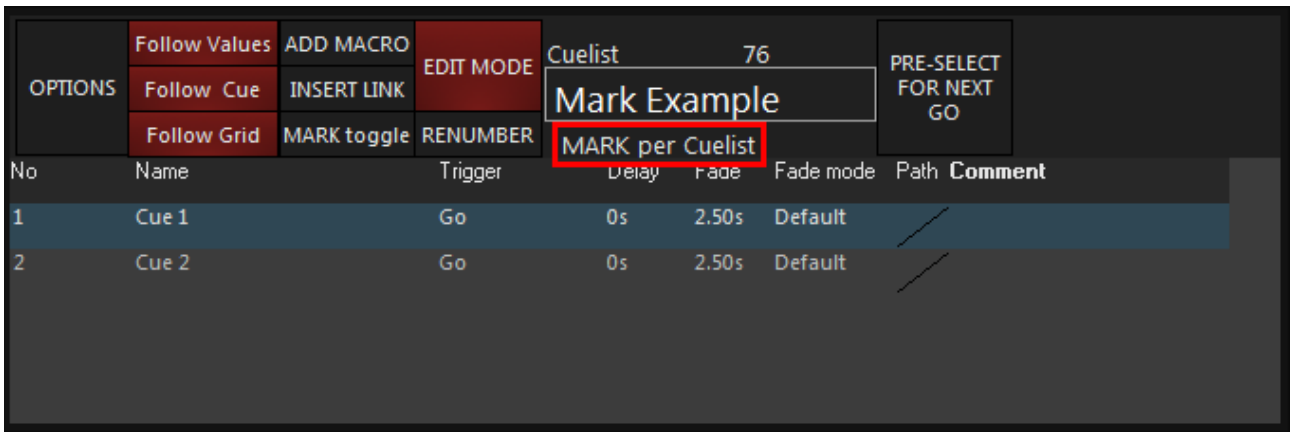 OPTIONS
Follow Values
Follow Cue
Follow Grid
ADD MACRO
INSERT LINK
MARK toggle
EDIT MODE
RENUMBER
Cuelist 76
Mark Example
MARK per Cuelist
PRE-SELECT
FOR NEXT
GO
No Name Trigger Delay Fade Fade mode Path Comment
1 Cue 1 Go 0s 2.50s Default
2 Cue 2 Go 0s 2.50s Default